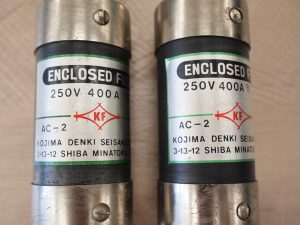 ENCLOSED
250V 400A
KF
AC-2
KOJIMA DENKI SEISAK
3-13-12 SHIBA MINATOK
ENCLOSED
250V 400A
KF
AC-2
KOJIMA DENKI SEISA
3-13-12 SHIBA MINATO